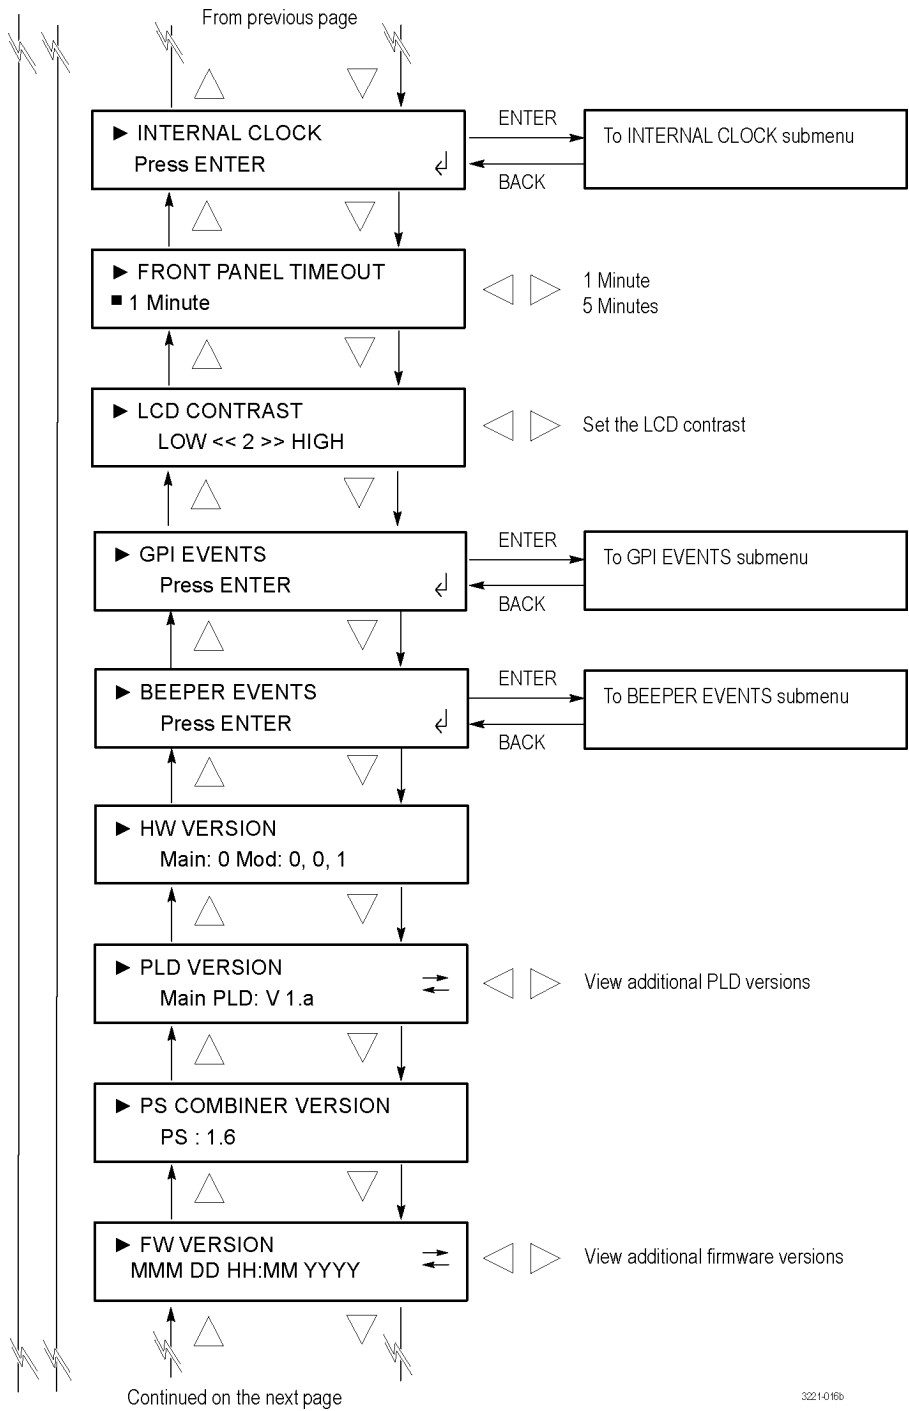 From previous page
► INTERNAL CLOCK
Press ENTER
ENTER
BACK
To INTERNAL CLOCK submenu
► FRONT PANEL TIMEOUT
■ 1 Minute
1 Minute
5 Minutes
► LCD CONTRAST
LOW << 2 >> HIGH
Set the LCD contrast
► GPI EVENTS
Press ENTER
ENTER
BACK
To GPI EVENTS submenu
► BEEPER EVENTS
Press ENTER
ENTER
BACK
To BEEPER EVENTS submenu
► HW VERSION
Main: 0 Mod: 0, 0, 1
► PLD VERSION
Main PLD: V 1.a
View additional PLD versions
► PS COMBINER VERSION
PS : 1.6
► FW VERSION
MMM DD HH:MM YYYY
View additional firmware versions
Continued on the next page
3221-016b